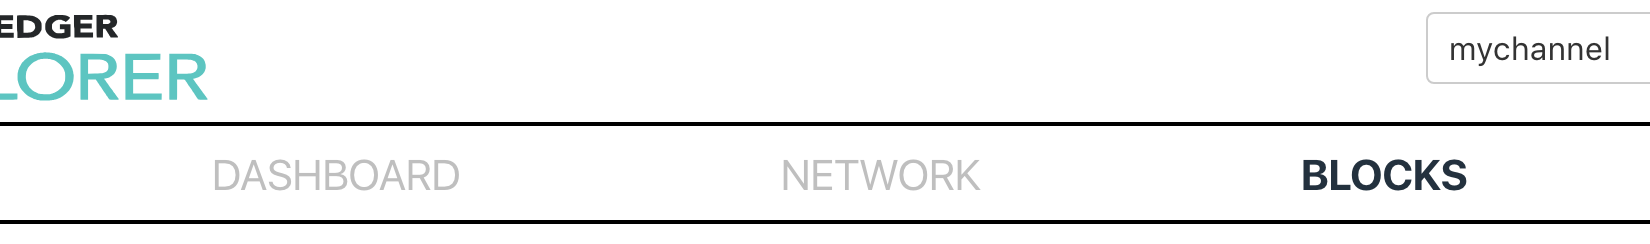 EDGER
LORER
mychannel
DASHBOARD NETWORK BLOCKS